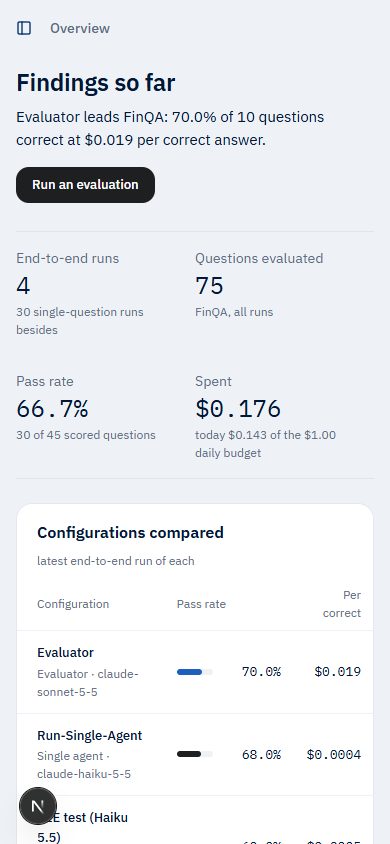 Overview
Findings so far
Evaluator leads FinQA: 70.0% of 10 questions
correct at $0.019 per correct answer.
Run an evaluation
End-to-end runs
Questions evaluated
4
75
30 single-question runs
besides
FinQA, all runs
Pass rate
Spent
66.7%
$0.176
30 of 45 scored questions
today $0.143 of the $1.00
daily budget
Configurations compared
latest end-to-end run of each
Configuration
Pass rate
Per
correct
Evaluator
Evaluator · claude-
sonnet-5-5
70.0%
$0.019
Run-Single-Agent
Single agent ·
claude-haiku-5-5
68.0%
$0.0004
N
test (Haiku
5.5)